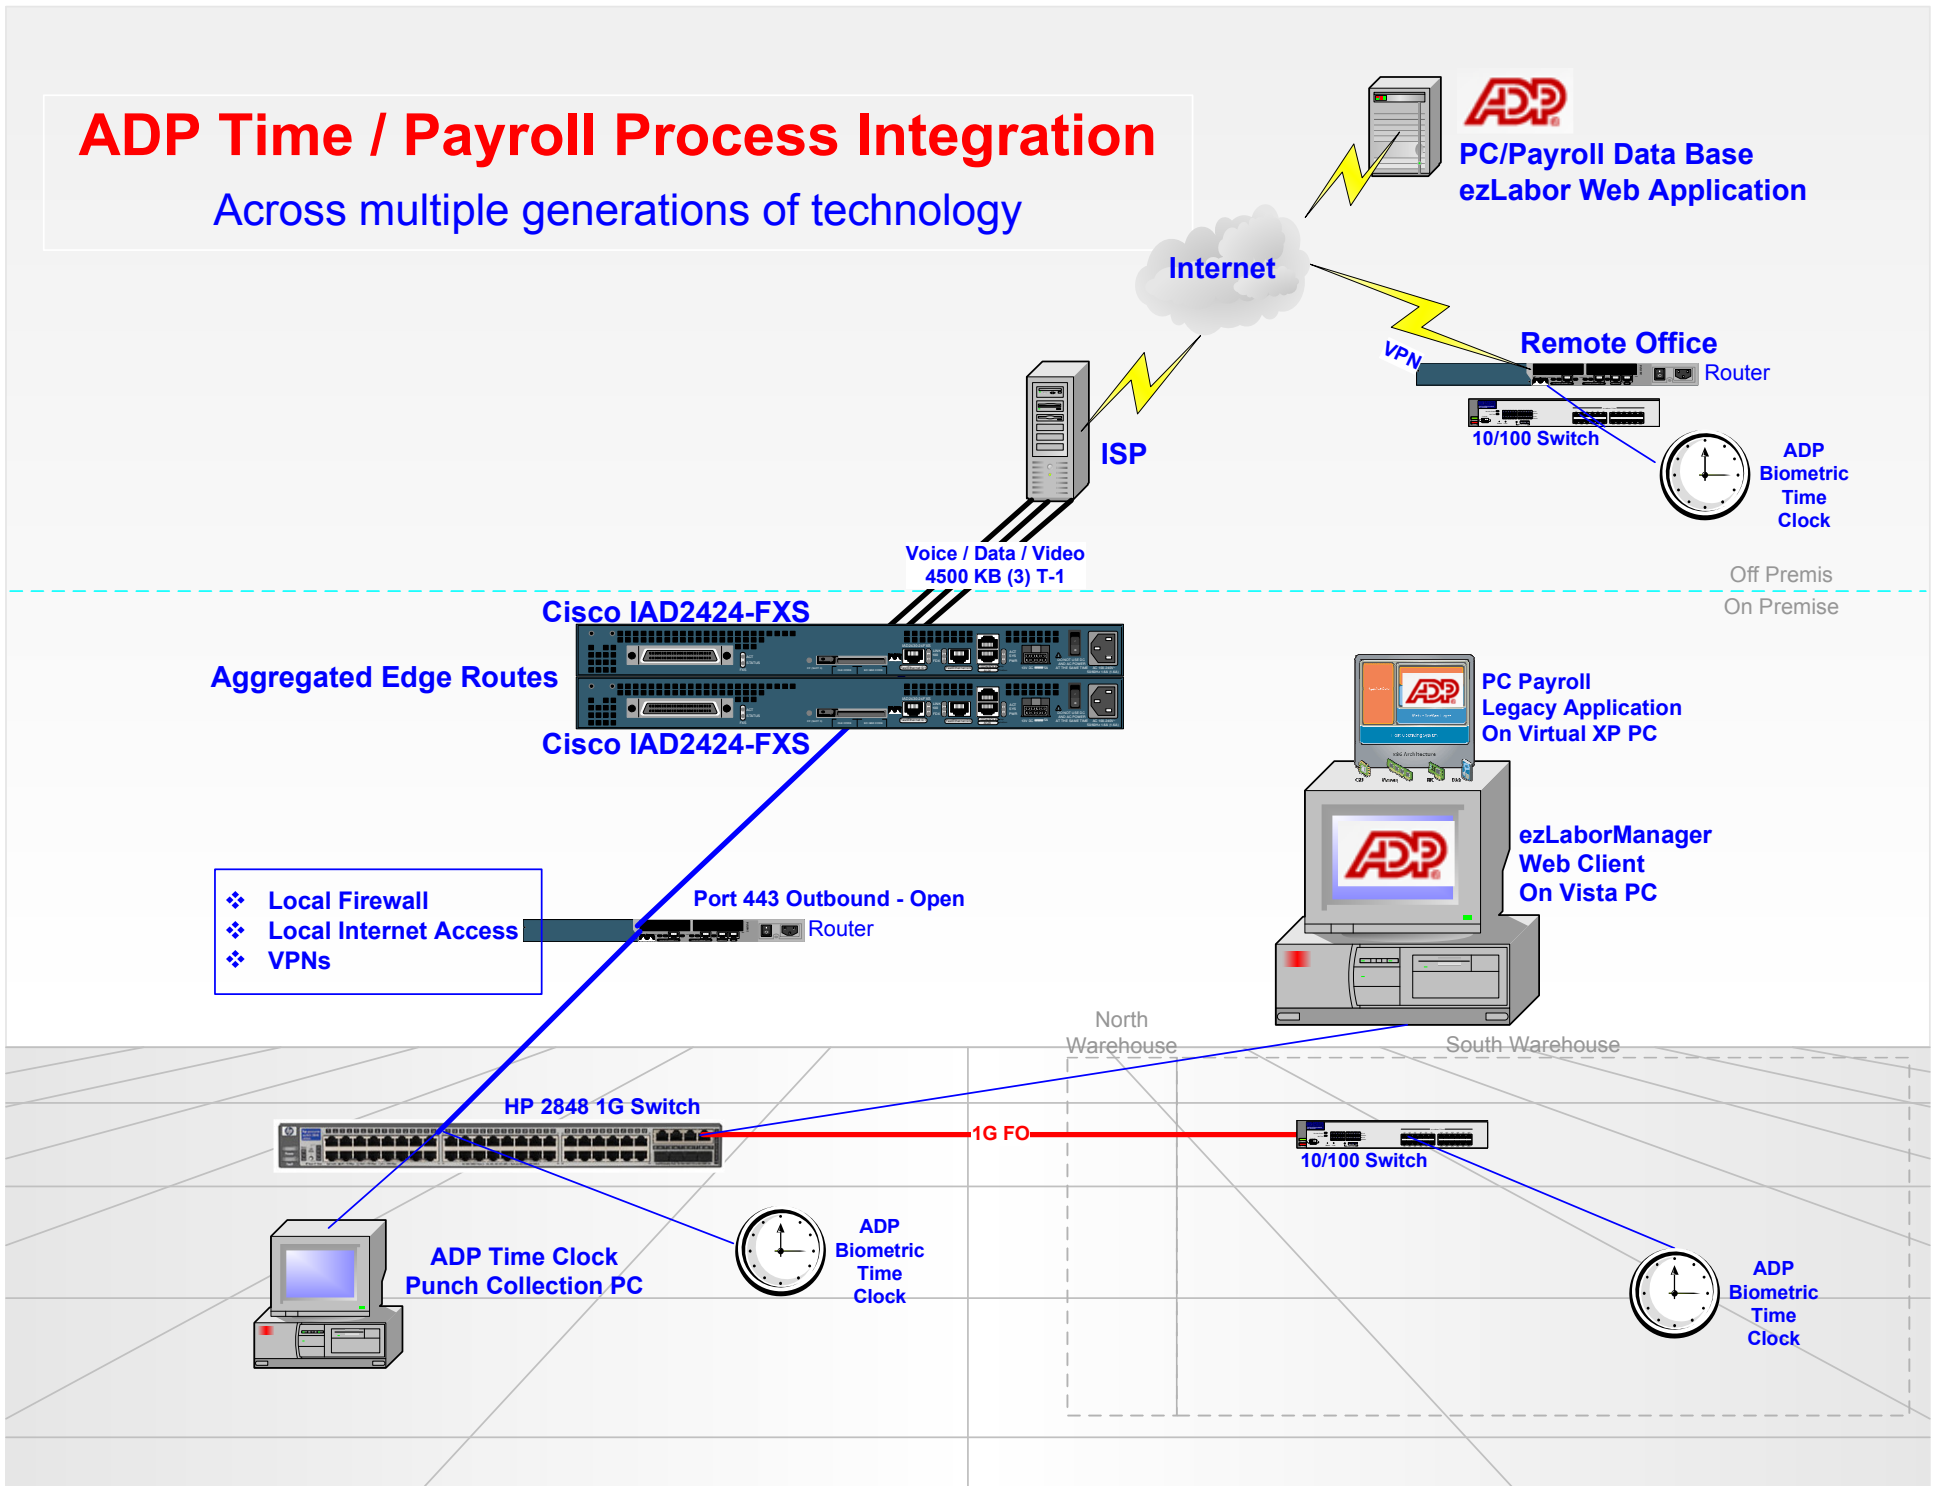 ADP Time / Payroll Process Integration
Across multiple generations of technology
ADP
PC/Payroll Data Base
ezLabor Web Application
Internet
Remote Office
VPN
Router
10/100 Switch
ADP
Biometric
Time
Clock
ISP
Voice / Data / Video
4500 KB (3) T-1
Off Premis
On Premise
Cisco IAD2424-FXS
Aggregated Edge Routes
Cisco IAD2424-FXS
ADP
PC Payroll
Legacy Application
On Virtual XP PC
x86 Architecture
ADP
ezLaborManager
Web Client
On Vista PC
Local Firewall
Local Internet Access
VPNs
Port 443 Outbound - Open
Router
North
Warehouse
South Warehouse
HP 2848 1G Switch
1G FO
10/100 Switch
ADP Time Clock
Punch Collection PC
ADP
Biometric
Time
Clock
ADP
Biometric
Time
Clock